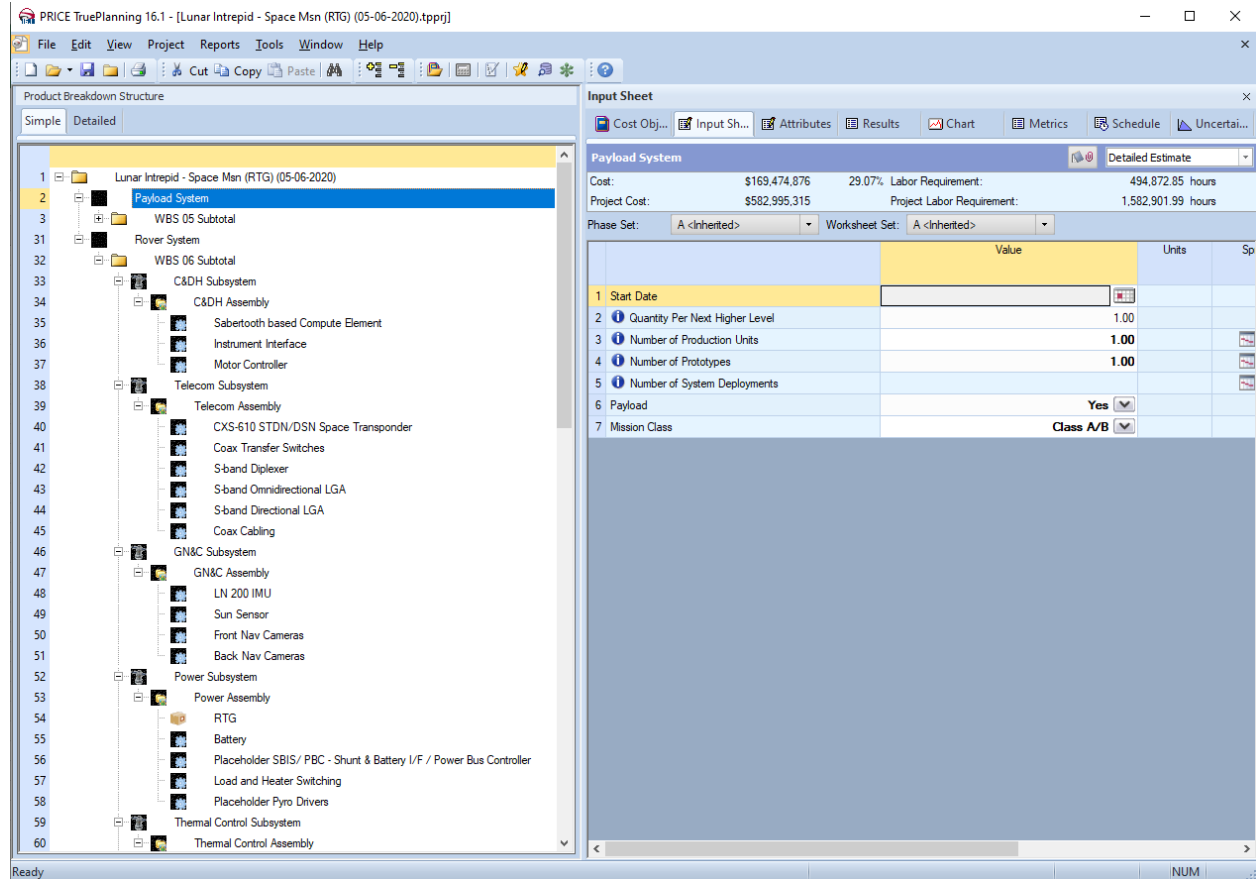 PRICE TruePlanning 16.1 - [Lunar Intrepid - Space Msn (RTG) (05-06-2020).tpprj]
File Edit View Project Reports Tools Window Help
Cut Copy Paste
Product Breakdown Structure
Simple Detailed
1 Lunar Intrepid - Space Msn (RTG) (05-06-2020)
2 Payload System
3 WBS 05 Subtotal
31 Rover System
32 WBS 06 Subtotal
33 C&DH Subsystem
34 C&DH Assembly
35 Sabertooth based Compute Element
36 Instrument Interface
37 Motor Controller
38 Telecom Subsystem
39 Telecom Assembly
40 CXS-610 STDN/DSN Space Transponder
41 Coax Transfer Switches
42 S-band Diplexer
43 S-band Omnidirectional LGA
44 S-band Directional LGA
45 Coax Cabling
46 GN&C Subsystem
47 GN&C Assembly
48 LN 200 IMU
49 Sun Sensor
50 Front Nav Cameras
51 Back Nav Cameras
52 Power Subsystem
53 Power Assembly
54 RTG
55 Battery
56 Placeholder SBIS/ PBC - Shunt & Battery I/F / Power Bus Controller
57 Load and Heater Switching
58 Placeholder Pyro Drivers
59 Thermal Control Subsystem
60 Thermal Control Assembly
Input Sheet
Cost Obj... Input Sh... Attributes Results Chart Metrics Schedule Uncertai...
Payload System Detailed Estimate
Cost: $169,474,876 29.07% Labor Requirement: 494,872.85 hours
Project Cost: $582,995,315 Project Labor Requirement: 1,582,901.99 hours
Phase Set: A <Inherited> Worksheet Set: A <Inherited>
Value Units Sp
1 Start Date
2 Quantity Per Next Higher Level 1.00
3 Number of Production Units 1.00
4 Number of Prototypes 1.00
5 Number of System Deployments
6 Payload Yes
7 Mission Class Class A/B
Ready NUM